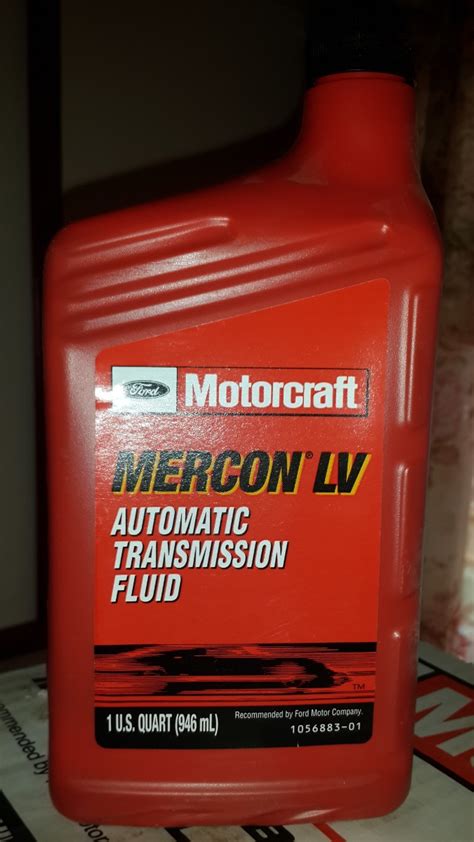 Ford Motorcraft
MERCON® LV
AUTOMATIC
TRANSMISSION
FLUID
TM
1 U.S. QUART (946 mL)
Recommended by Ford Motor Company.
1056883-01